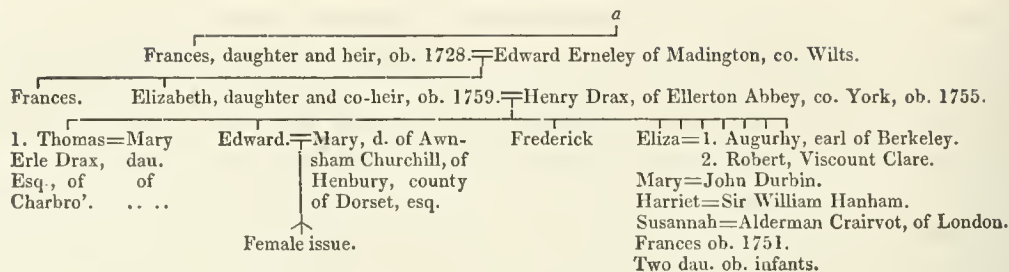 a
Frances, daughter and heir, ob. 1728.=Edward Erneley of Madington, co. Wilts.
Frances. Elizabeth, daughter and co-heir, ob. 1759.=Henry Drax, of Ellerton Abbey, co. York, ob. 1755.
1. Thomas=Mary
Erle Drax, dau.
Esq., of of
Charbro'. .. ..
Edward.=Mary, d. of Awn-
sham Churchill, of
Henbury, county
of Dorset, esq.
Female issue.
Frederick
Eliza=1. Augurhy, earl of Berkeley.
2. Robert, Viscount Clare.
Mary=John Durbin.
Harriet=Sir William Hanham.
Susannah=Alderman Crairvot, of London.
Frances ob. 1751.
Two dau. ob. infants.